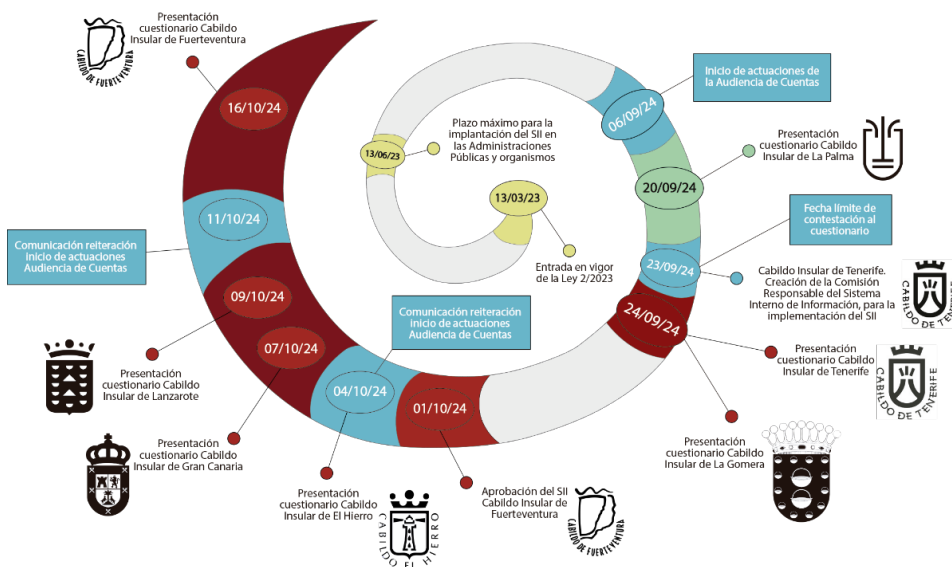 Presentación
cuestionario Cabildo
Insular de Fuerteventura
CABILDO DE FUERTEVENTURA
16/10/24
Comunicación reiteración
Inicio de actuaciones
Audiencia de Cuentas
11/10/24
09/10/24
Presentación
cuestionario Cabildo
Insular de Lanzarote
07/10/24
Presentación
cuestionario Cabildo
Insular de Gran Canaria
Comunicación reiteración
inicio de actuaciones
Audiencia de Cuentas
04/10/24
Presentación
cuestionario Cabildo
Insular de El Hierro
CABILDO EL HIERRO
01/10/24
Aprobación del SII
Cabildo Insular de
Fuerteventura
CABILDO DE FUERTEVENTURA
13/06/23
Plazo máximo para la
implantación del SII en
las Administraciones
Públicas y organismos
13/03/23
Entrada en vigor
de la Ley 2/2023
Inicio de actuaciones de
la Audiencia de Cuentas
06/09/24
Presentación
cuestionario Cabildo
Insular de La Palma
20/09/24
Fecha límite de
contestación al
cuestionario
23/09/24
Cabildo Insular de Tenerife.
Creación de la Comisión
Responsable del Sistema
Interno de Información, para la
implementación del SII
CABILDO DE TENERIFE
24/09/24
Presentación
cuestionario Cabildo
Insular de Tenerife
CABILDO DE TENERIFE
Presentación
cuestionario Cabildo
Insular de La Gomera